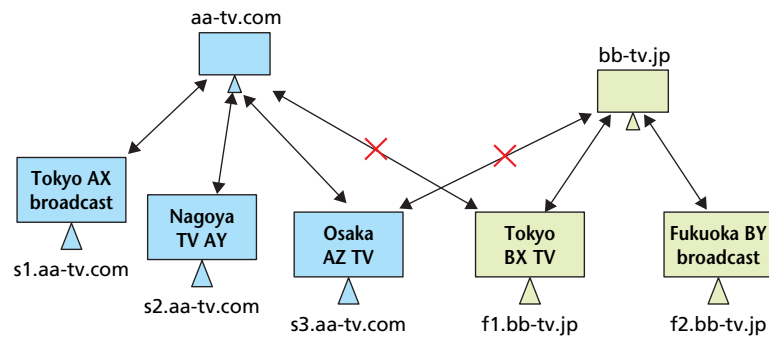 aa-tv.com
bb-tv.jp
Tokyo AX
broadcast
Nagoya
TV AY
Osaka
AZ TV
Tokyo
BX TV
Fukuoka BY
broadcast
s1.aa-tv.com
s2.aa-tv.com
s3.aa-tv.com
f1.bb-tv.jp
f2.bb-tv.jp